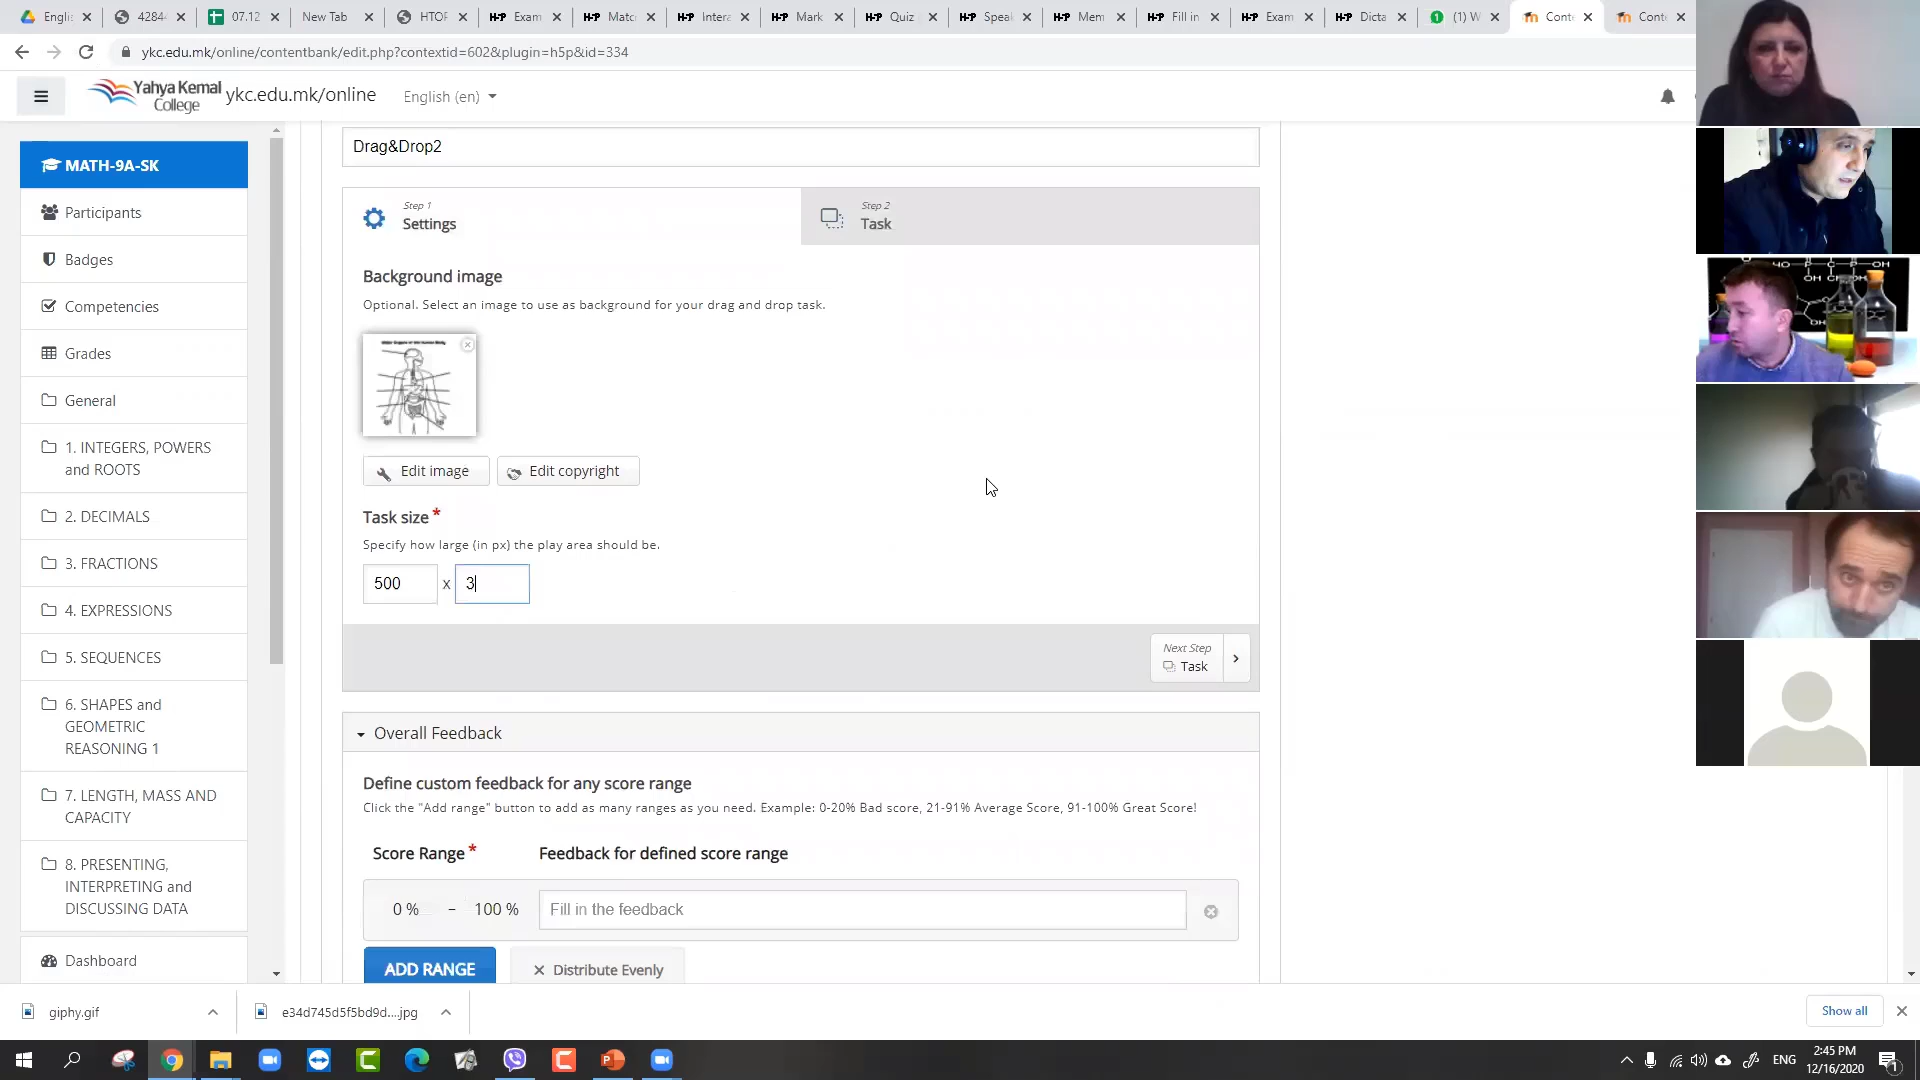 Englis
4284
07.12
New Tab
HTOP
H-P Exam
H-P Matc
H-P Intera
H-P Mark
H-P Quiz
H-P Speak
H-P Mem
H-P Fill in
H-P Exam
H-P Dicta
1 (1) W
Conte
Conte
ykc.edu.mk/online/contentbank/edit.php?contextid=602&plugin=h5p&id=334
Yahya Kemal
College
ykc.edu.mk/online
English (en)
MATH-9A-SK
Participants
Badges
Competencies
Grades
General
1. INTEGERS, POWERS
and ROOTS
2. DECIMALS
3. FRACTIONS
4. EXPRESSIONS
5. SEQUENCES
6. SHAPES and
GEOMETRIC
REASONING 1
7. LENGTH, MASS AND
CAPACITY
8. PRESENTING,
INTERPRETING and
DISCUSSING DATA
Dashboard
Drag&Drop2
Step 1
Settings
Step 2
Task
Background image
Optional. Select an image to use as background for your drag and drop task.
Edit image
Edit copyright
Task size *
Specify how large (in px) the play area should be.
500 x 3
Next Step
Task
Overall Feedback
Define custom feedback for any score range
Click the "Add range" button to add as many ranges as you need. Example: 0-20% Bad score, 21-91% Average Score, 91-100% Great Score!
Score Range * Feedback for defined score range
0 % – 100 % Fill in the feedback
ADD RANGE
Distribute Evenly
giphy.gif
e34d745d5f5bd9d....jpg
Show all
ENG
2:45 PM
12/16/2020
1